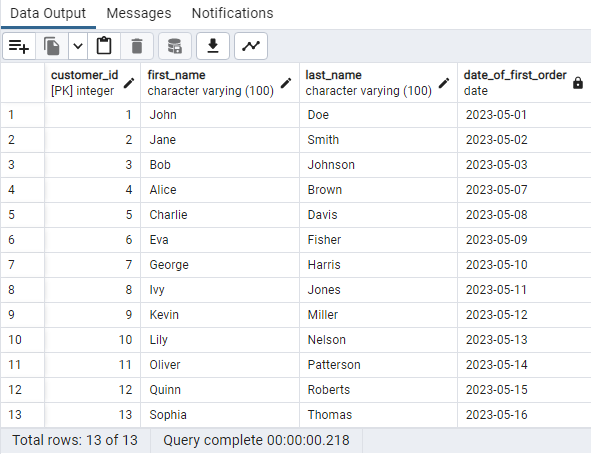 Data Output Messages Notifications
customer_id first_name last_name date_of_first_order
[PK] integer character varying (100) character varying (100) date
1 1 John Doe 2023-05-01
2 2 Jane Smith 2023-05-02
3 3 Bob Johnson 2023-05-03
4 4 Alice Brown 2023-05-07
5 5 Charlie Davis 2023-05-08
6 6 Eva Fisher 2023-05-09
7 7 George Harris 2023-05-10
8 8 Ivy Jones 2023-05-11
9 9 Kevin Miller 2023-05-12
10 10 Lily Nelson 2023-05-13
11 11 Oliver Patterson 2023-05-14
12 12 Quinn Roberts 2023-05-15
13 13 Sophia Thomas 2023-05-16
Total rows: 13 of 13 Query complete 00:00:00.218